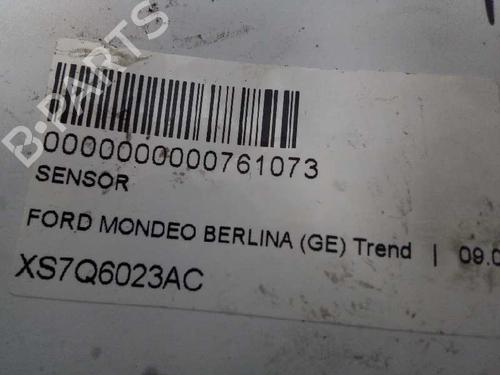 B-PARTS
0000000000761073
SENSOR
FORD MONDEO BERLINA (GE) Trend | 09.0
XS7Q6023AC